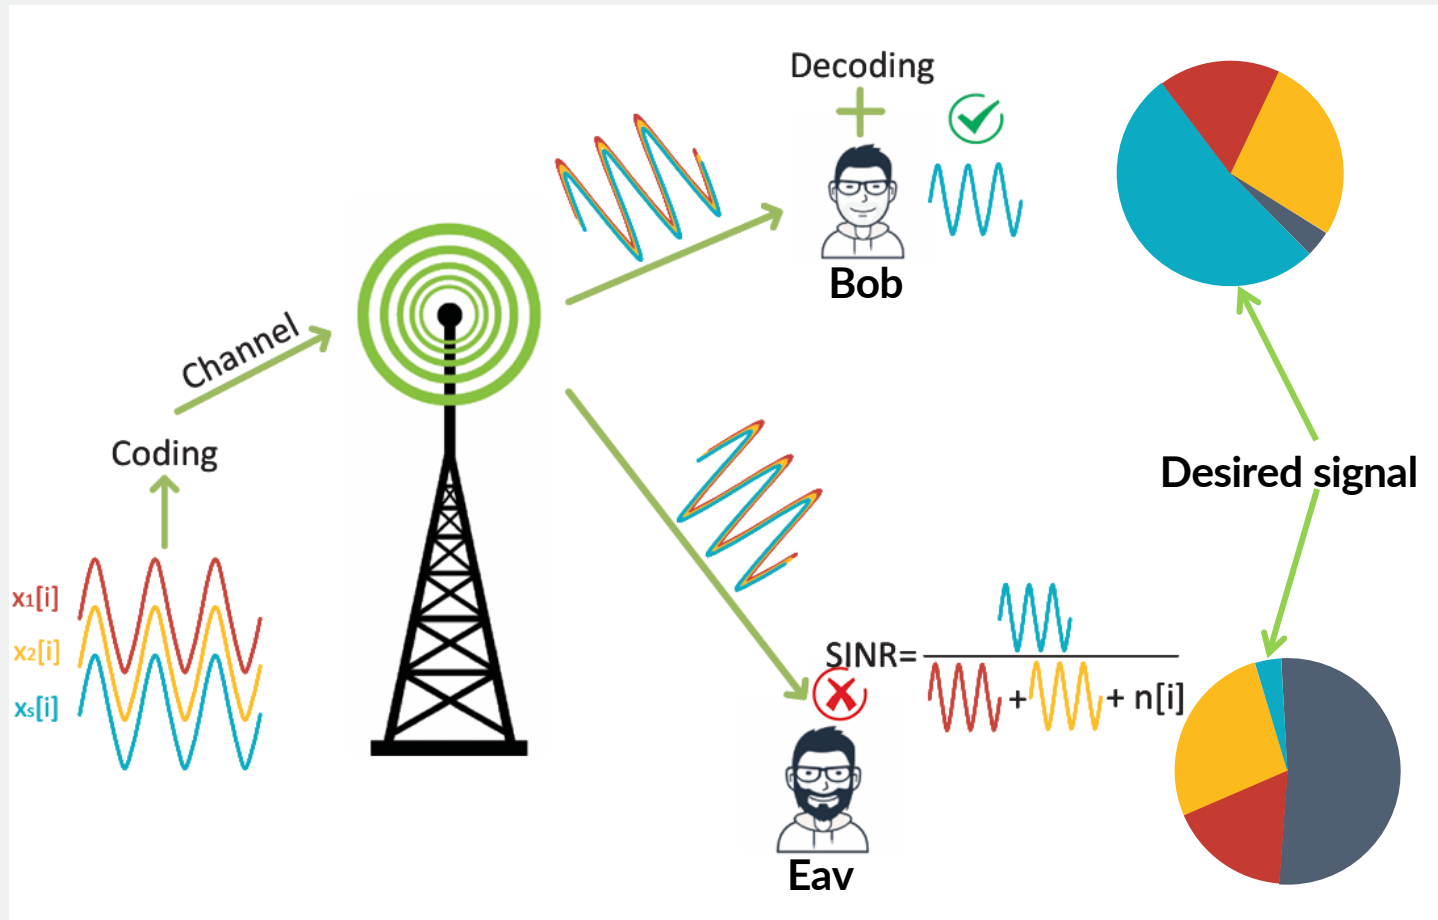 Decoding
Bob
Channel
Coding
x1[i]
x2[i]
xs[i]
Desired signal
SINR=
+ + n[i]
Eav